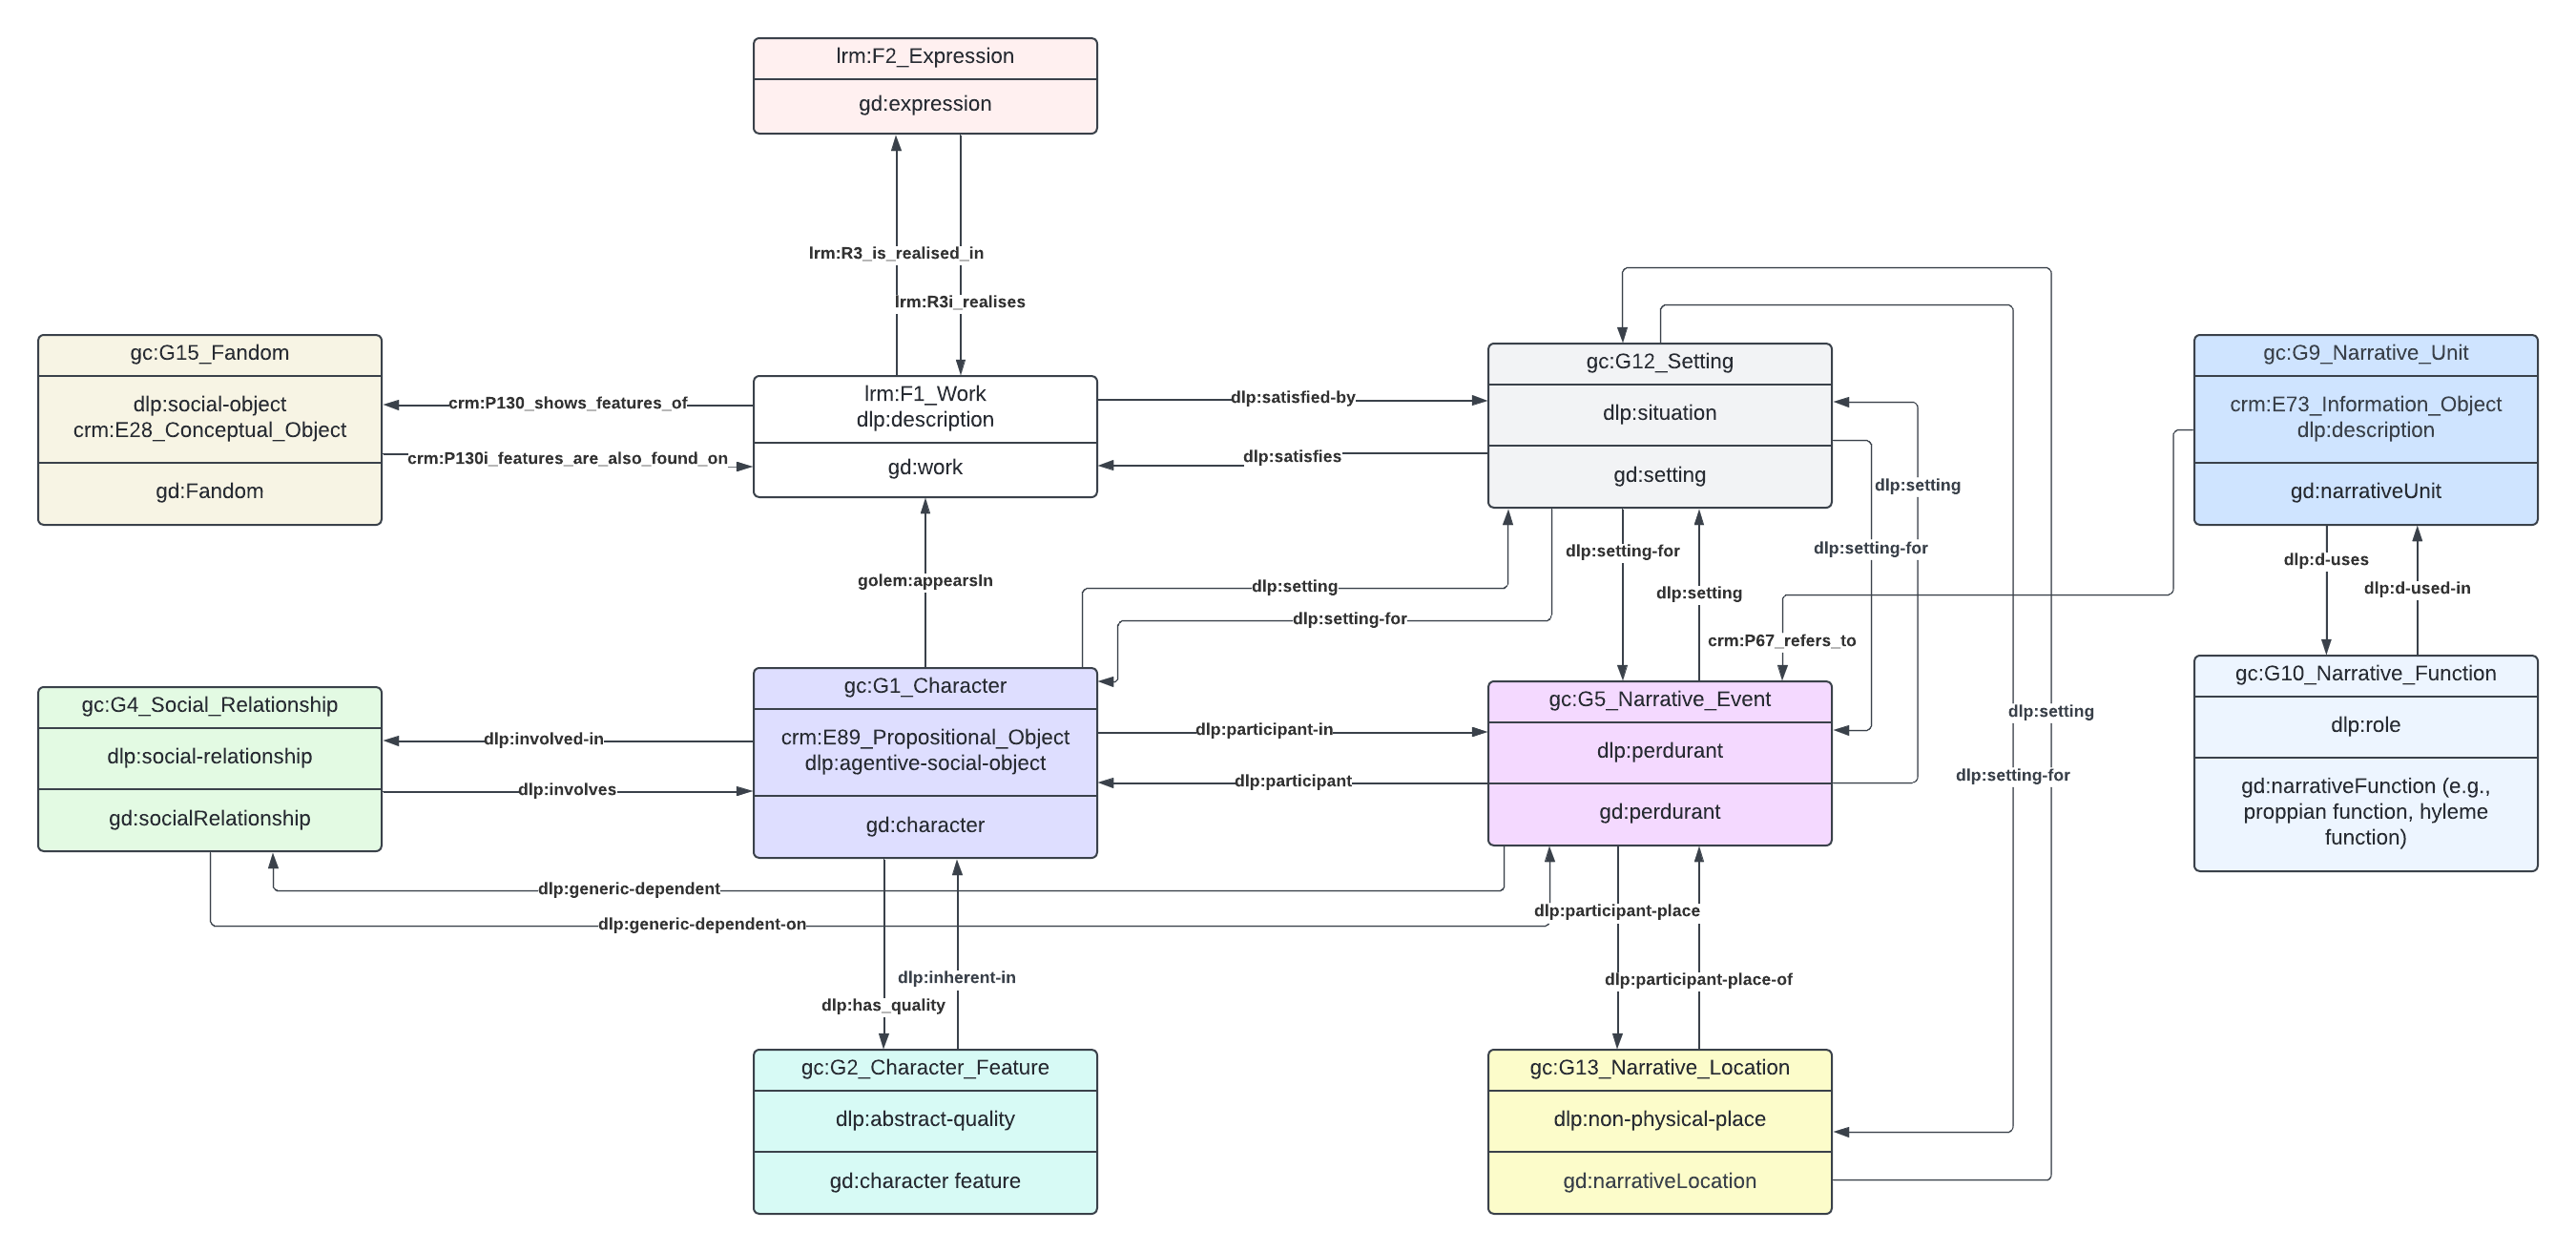 lrm:F2_Expression
gd:expression
lrm:R3_is_realised_in
lrm:R3i_realises
gc:G15_Fandom
dlp:social-object
crm:E28_Conceptual_Object
gd:Fandom
crm:P130_shows_features_of
crm:P130i_features_are_also_found_on
lrm:F1_Work
dlp:description
gd:work
dlp:satisfied-by
dlp:satisfies
gc:G12_Setting
dlp:situation
gd:setting
gc:G9_Narrative_Unit
crm:E73_Information_Object
dlp:description
gd:narrativeUnit
dlp:setting
dlp:setting-for
dlp:setting-for
dlp:setting
golem:appearsIn
dlp:setting
dlp:setting-for
crm:P67_refers_to
dlp:d-uses
dlp:d-used-in
gc:G4_Social_Relationship
dlp:social-relationship
gd:socialRelationship
dlp:involved-in
dlp:involves
gc:G1_Character
crm:E89_Propositional_Object
dlp:agentive-social-object
gd:character
dlp:participant-in
dlp:participant
gc:G5_Narrative_Event
dlp:perdurant
gd:perdurant
dlp:setting
dlp:setting-for
gc:G10_Narrative_Function
dlp:role
gd:narrativeFunction (e.g.,
proppian function, hyleme
function)
dlp:generic-dependent
dlp:generic-dependent-on
dlp:participant-place
dlp:participant-place-of
dlp:inherent-in
dlp:has_quality
gc:G2_Character_Feature
dlp:abstract-quality
gd:character feature
gc:G13_Narrative_Location
dlp:non-physical-place
gd:narrativeLocation